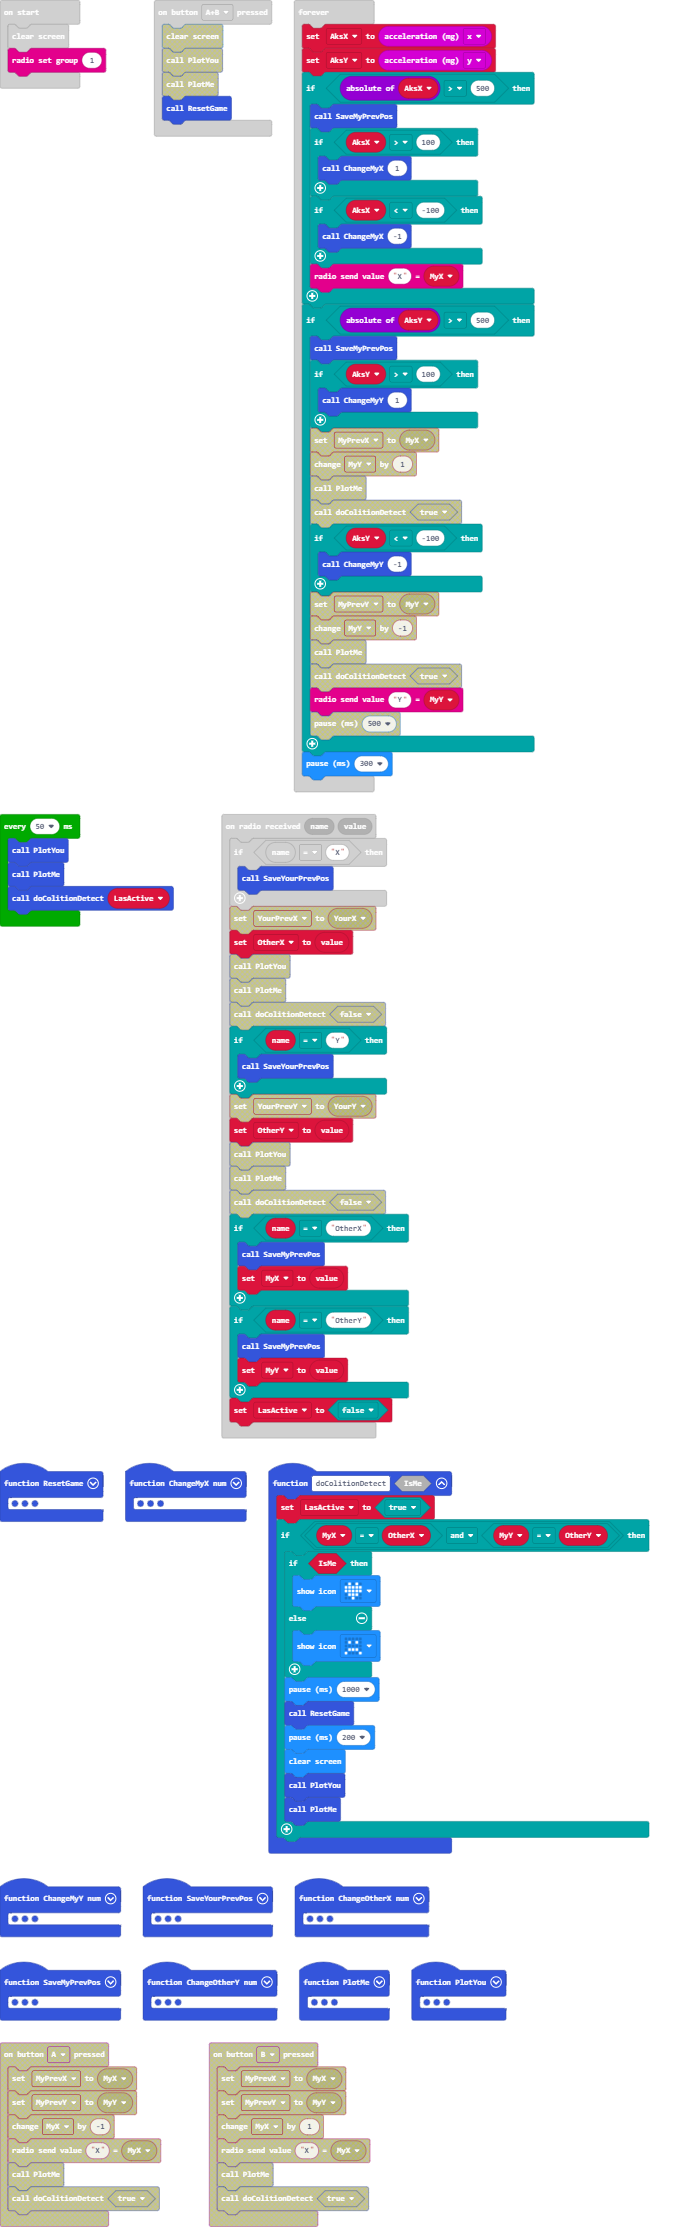 on start
clear screen
radio set group 1
on button A+B pressed
clear screen
call PlotYou
call PlotMe
call ResetGame
forever
set AksX to acceleration (mg) x
set AksY to acceleration (mg) y
if absolute of AksX > 500 then
call SaveMyPrevPos
if AksX > 100 then
call ChangeMyX 1
if AksX < -100 then
call ChangeMyX -1
radio send value "X" = MyX
if absolute of AksY > 500 then
call SaveMyPrevPos
if AksY > 100 then
call ChangeMyY 1
set MyPrevX to MyX
change MyY by 1
call PlotMe
call doColitionDetect true
if AksY < -100 then
call ChangeMyY -1
set MyPrevY to MyY
change MyY by -1
call PlotMe
call doColitionDetect true
radio send value "Y" = MyY
pause (ms) 500
pause (ms) 300
every 50 ms
call PlotYou
call PlotMe
call doColitionDetect LasActive
on radio received name value
if name = "X" then
call SaveYourPrevPos
set YourPrevX to YourX
set OtherX to value
call PlotYou
call PlotMe
call doColitionDetect false
if name = "Y" then
call SaveYourPrevPos
set YourPrevY to YourY
set OtherY to value
call PlotYou
call PlotMe
call doColitionDetect false
if name = "OtherX" then
call SaveMyPrevPos
set MyX to value
if name = "OtherY" then
call SaveMyPrevPos
set MyY to value
set LasActive to false
function ResetGame
function ChangeMyX num
function doColitionDetect IsMe
set LasActive to true
if MyX = OtherX and MyY = OtherY then
if IsMe then
show icon
else
show icon
pause (ms) 1000
call ResetGame
pause (ms) 200
clear screen
call PlotYou
call PlotMe
function ChangeMyY num
function SaveYourPrevPos
function ChangeOtherX num
function SaveMyPrevPos
function ChangeOtherY num
function PlotMe
function PlotYou
on button A pressed
set MyPrevX to MyX
set MyPrevY to MyY
change MyX by -1
radio send value "X" = MyX
call PlotMe
call doColitionDetect true
on button B pressed
set MyPrevX to MyX
set MyPrevY to MyY
change MyX by 1
radio send value "X" = MyX
call PlotMe
call doColitionDetect true